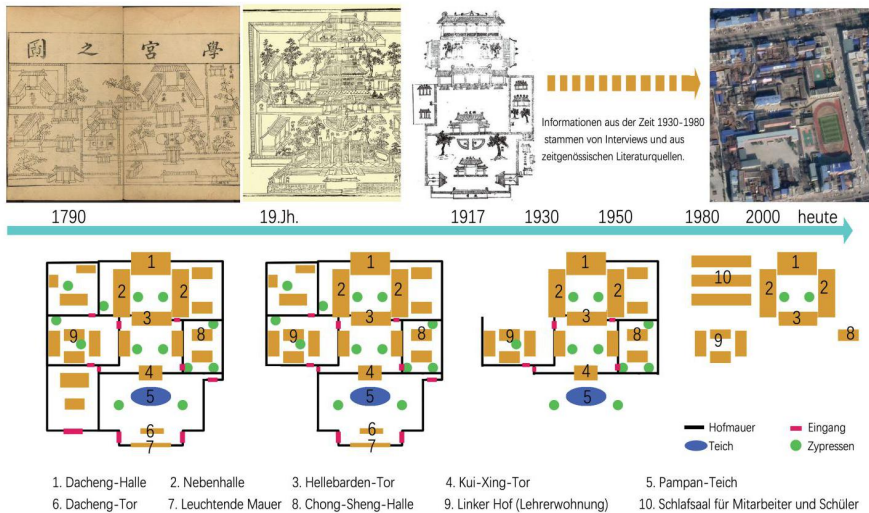 圖之宮學
Informationen aus der Zeit 1930-1980
stammen von Interviews und aus
zeitgenössischen Literaturquellen.
1790 19.Jh. 1917 1930 1950 1980 2000 heute
1 1 1 1
2 2 2 2 2 2 10 2 2
3 3 3 3
9 8 9 8 9 8 9 8
4 4 4
5 5 5
6 6
7 7
Hofmauer Eingang
Teich Zypressen
1. Dacheng-Halle 2. Nebenhalle 3. Hellebarden-Tor 4. Kui-Xing-Tor 5. Pampan-Teich
6. Dacheng-Tor 7. Leuchtende Mauer 8. Chong-Sheng-Halle 9. Linker Hof (Lehrerwohnung) 10. Schlafsaal für Mitarbeiter und Schüler